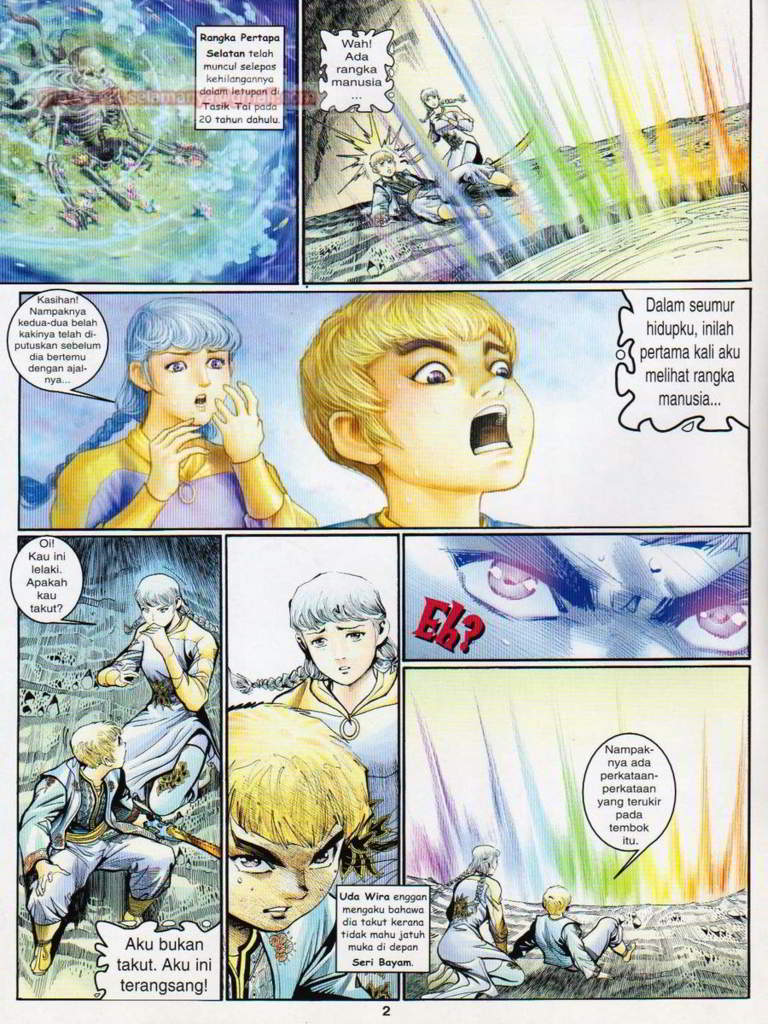 Rangka Pertapa
Selatan telah
muncul selepas
kehilangannya
dalam letupan di
Tasik Tai pada
20 tahun dahulu.
Wah!
Ada
rangka
manusia
...
Kasihan!
Nampaknya
kedua-dua belah
kakinya telah di-
putuskan sebelum
dia bertemu
dengan ajal-
nya...
Dalam seumur
hidupku, inilah
pertama kali aku
melihat rangka
manusia...
Oi!
Kau ini
lelaki.
Apakah
kau
takut?
Aku bukan
takut. Aku ini
terangsang!
Uda Wira enggan
mengaku bahawa
dia takut kerana
tidak mahu jatuh
muka di depan
Seri Bayam.
Eh?
Nampak-
nya ada
perkataan-
perkataan
yang terukir
pada
tembok
itu.
2